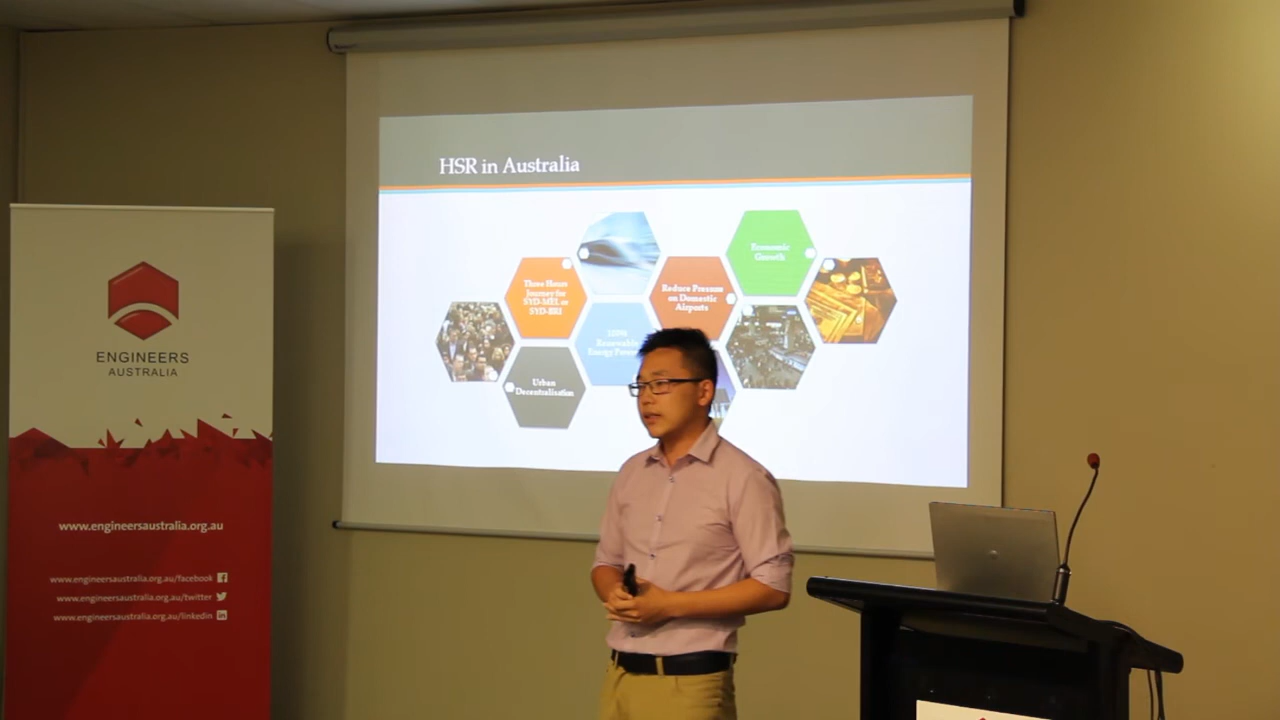 HSR in Australia
Economic
Growth
Three Hours
Journey for
SYD-MEL or
SYD-BRI
Reduce Pressure
on Domestic
Airports
Renewable
Urban
Decentralisation
ENGINEERS
AUSTRALIA
www.engineersaustralia.org.au
www.engineersaustralia.org.au/facebook
www.engineersaustralia.org.au/twitter
www.engineersaustralia.org.au/linkedin